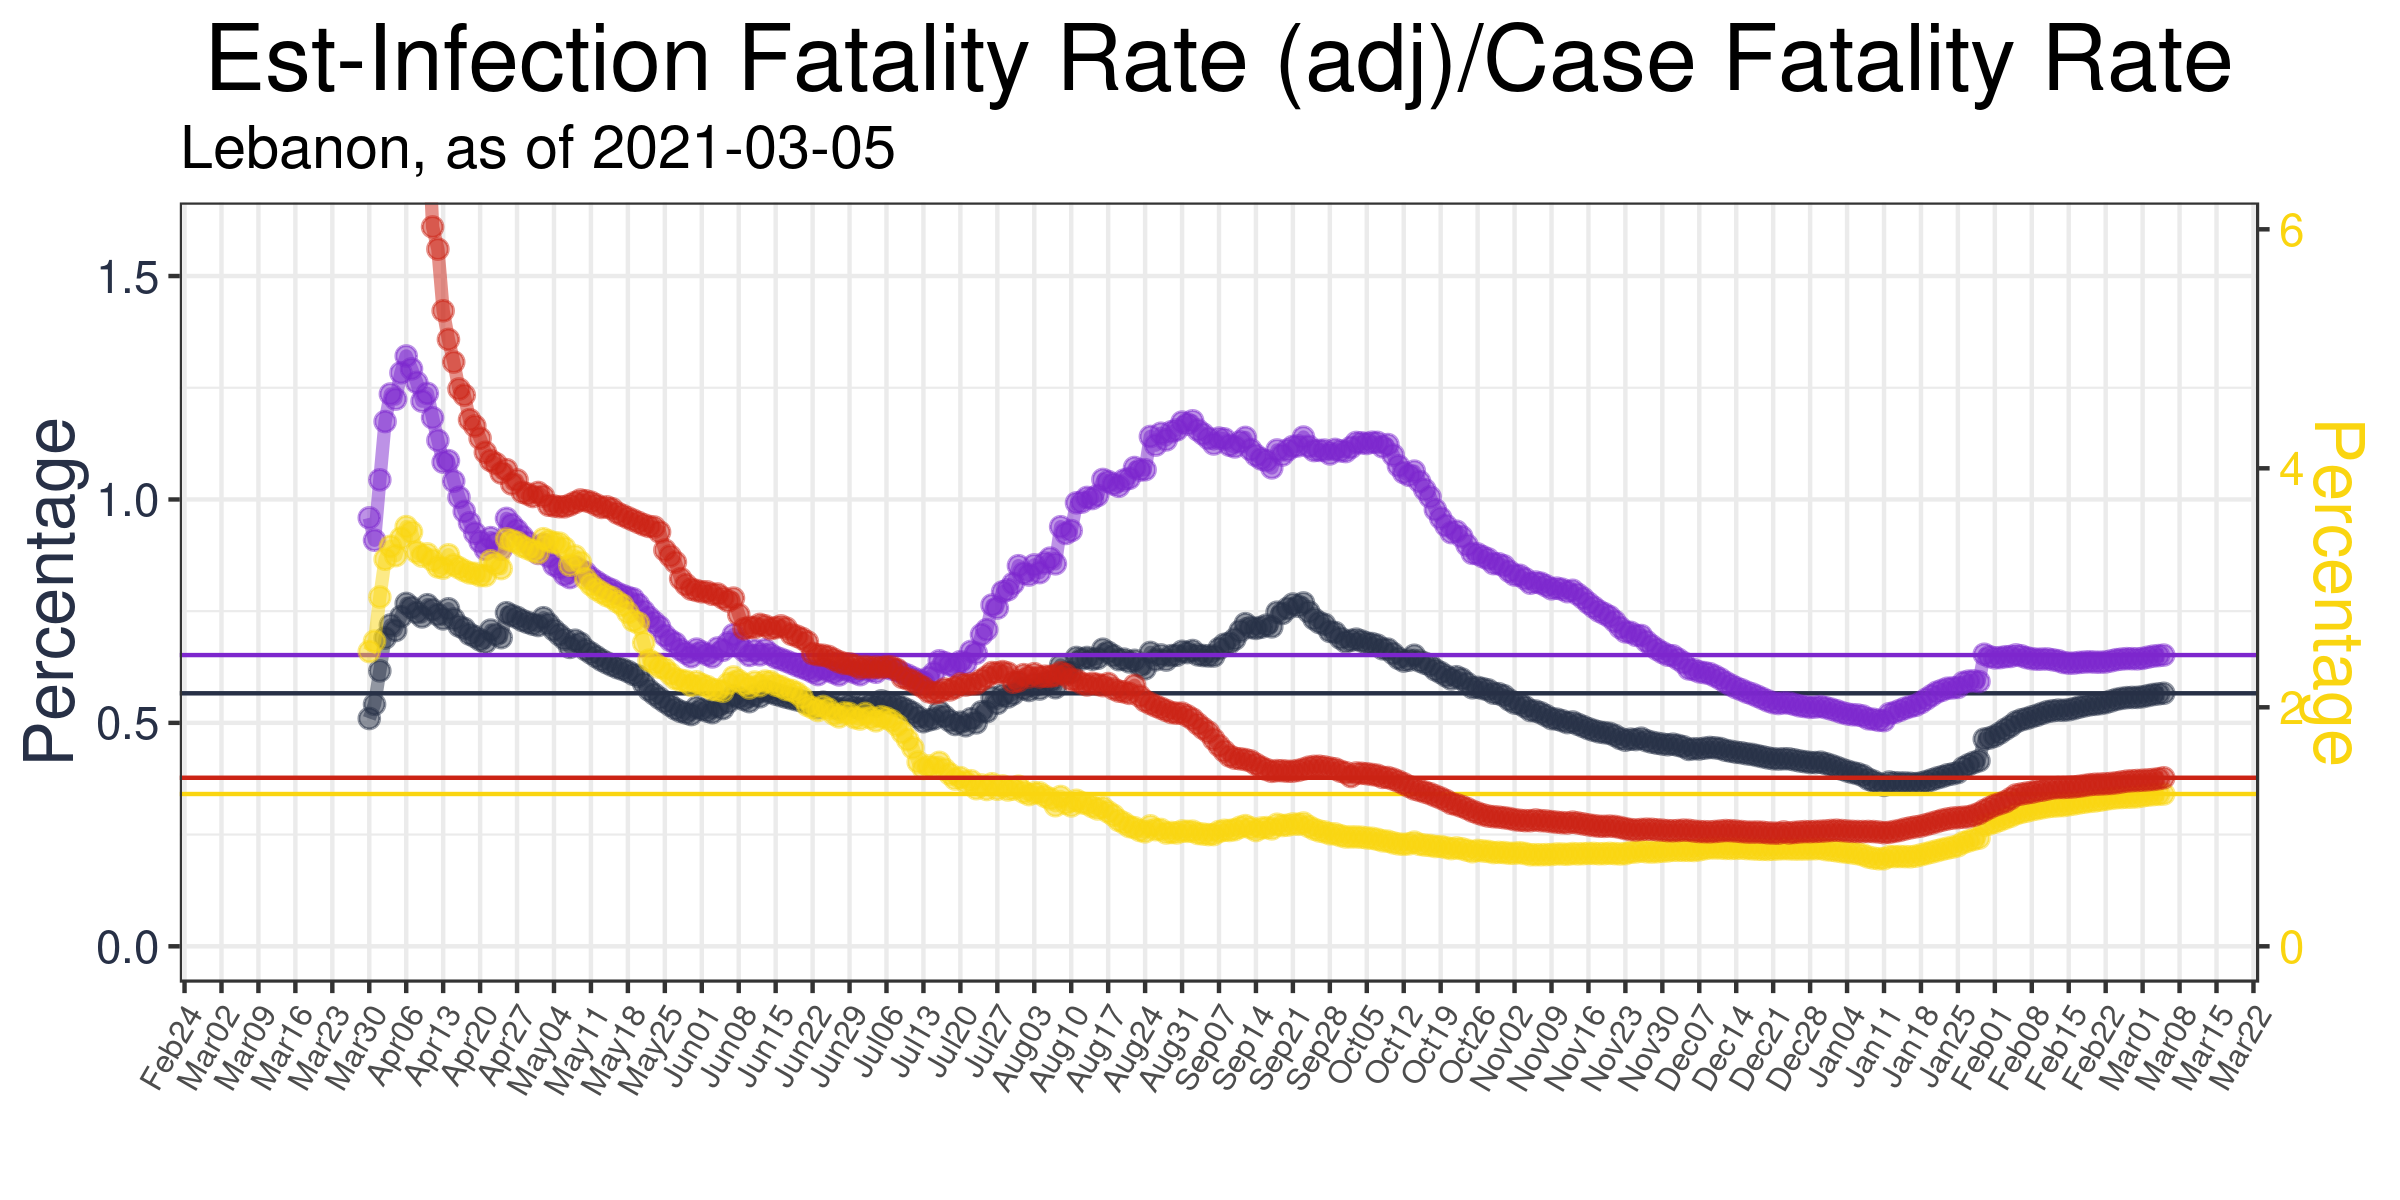 Est-Infection Fatality Rate (adj)/Case Fatality Rate
Lebanon, as of 2021-03-05
Percentage
1.5
1.0
0.5
0.0
6
4
2
0
Percentage
Feb24 Mar02 Mar09 Mar16 Mar23 Mar30 Apr06 Apr13 Apr20 Apr27 May04 May11 May18 May25 Jun01 Jun08 Jun15 Jun22 Jun29 Jul06 Jul13 Jul20 Jul27 Aug03 Aug10 Aug17 Aug24 Aug31 Sep07 Sep14 Sep21 Sep28 Oct05 Oct12 Oct19 Oct26 Nov02 Nov09 Nov16 Nov23 Nov30 Nov07 Dec14 Dec21 Dec28 Dec04 Jan11 Jan18 Jan25 Feb01 Feb08 Feb15 Feb22 Mar01 Mar08 Mar15 Mar22